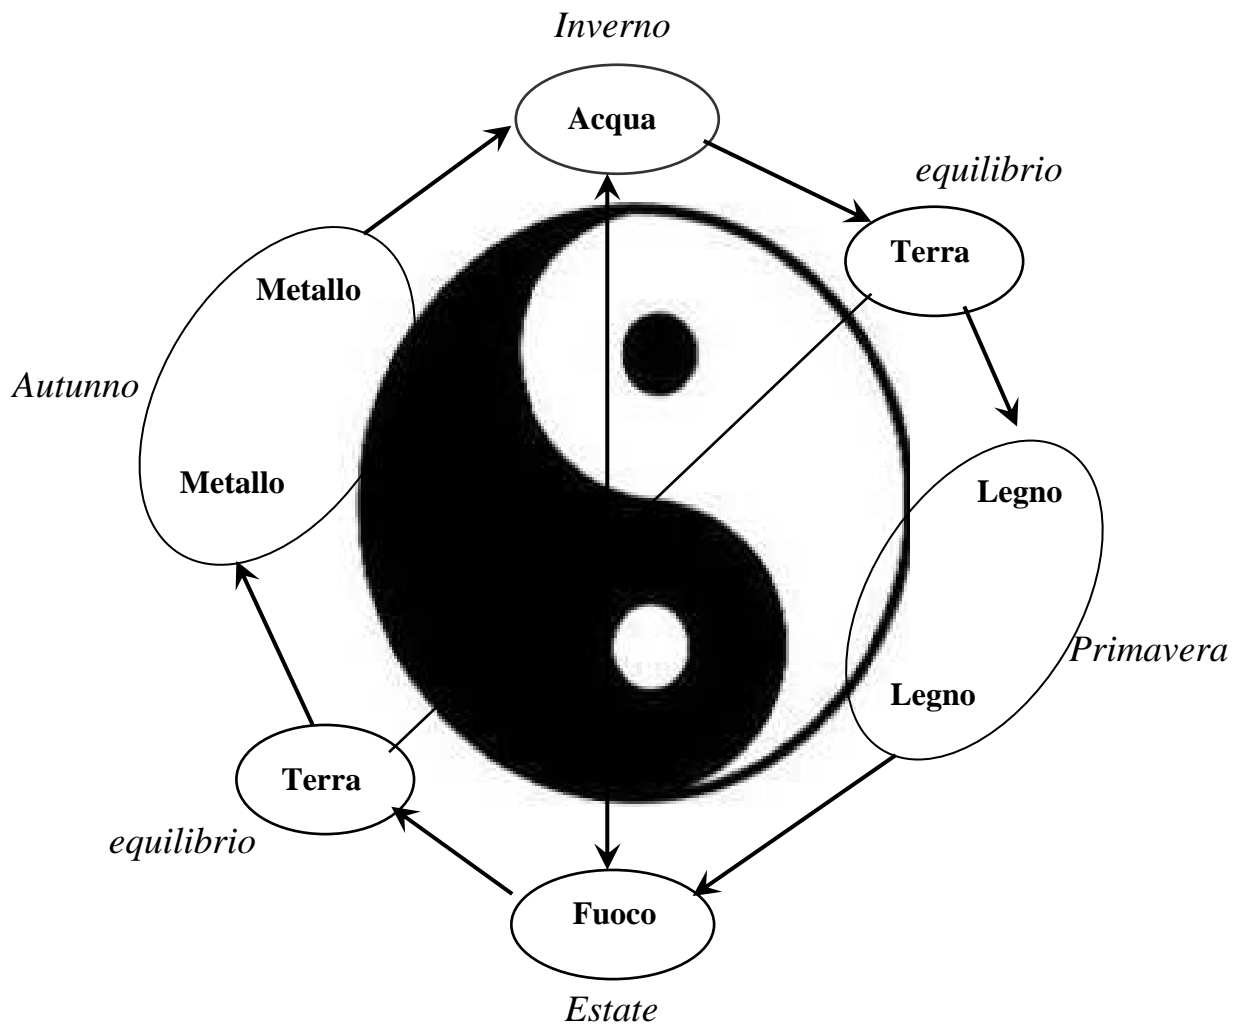 Inverno
Acqua
equilibrio
Terra
Metallo
Autunno
Metallo
Legno
Primavera
Legno
Terra
equilibrio
Fuoco
Estate